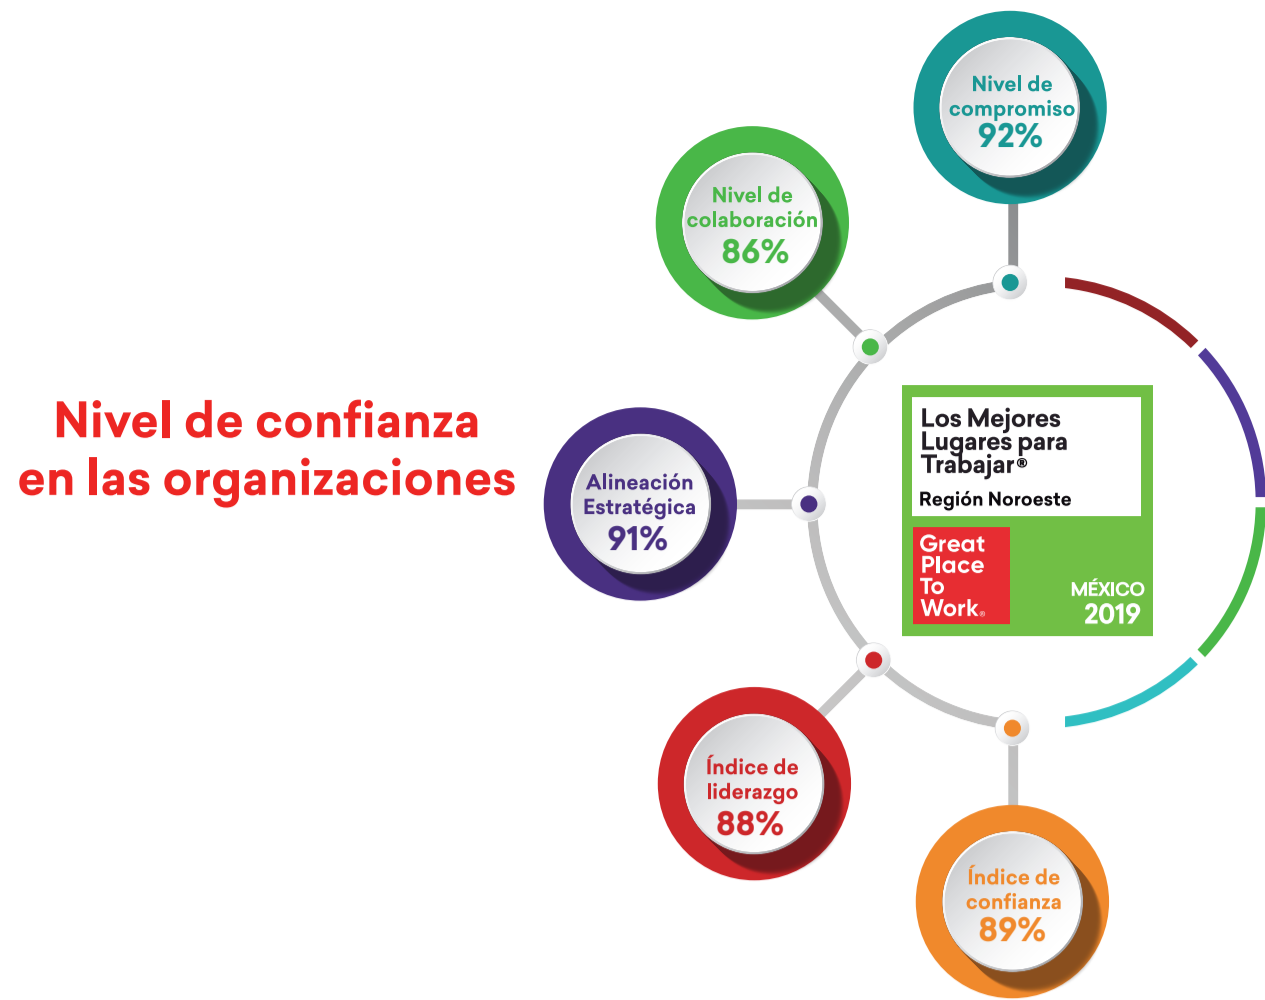 Nivel de confianza
en las organizaciones
Nivel de
compromiso
92%
Nivel de
colaboración
86%
Alineación
Estratégica
91%
Índice de
liderazgo
88%
Índice de
confianza
89%
Los Mejores
Lugares para
Trabajar®
Región Noroeste
Great
Place
To
Work®
MÉXICO
2019